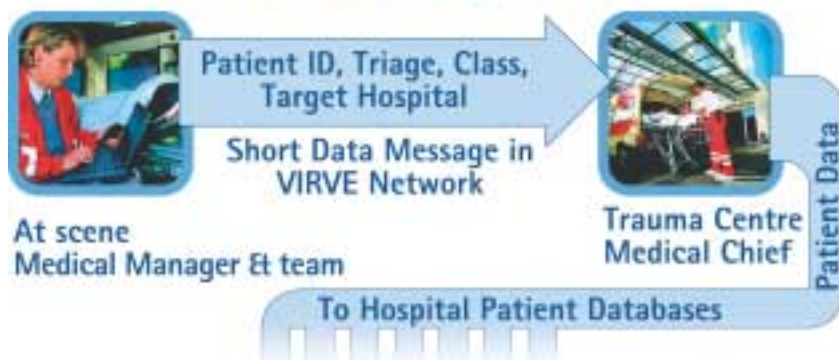 Patient ID, Triage, Class,
Target Hospital
Short Data Message in
VIRVE Network
At scene
Medical Manager & team
Trauma Centre
Medical Chief
Patient Data
To Hospital Patient Databases